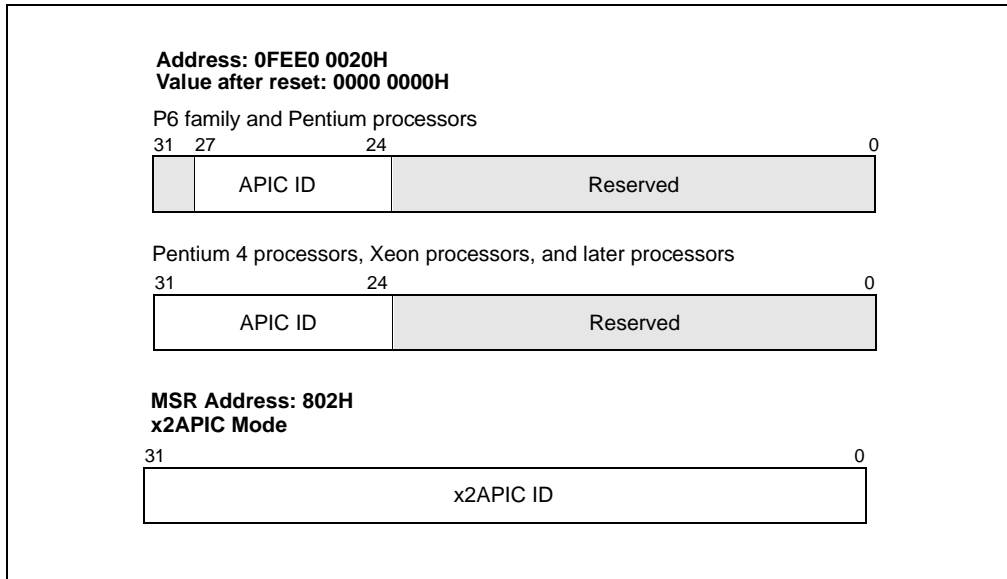 Address: 0FEE0 0020H
Value after reset: 0000 0000H
P6 family and Pentium processors
31 27 24 0
APIC ID Reserved
Pentium 4 processors, Xeon processors, and later processors
31 24 0
APIC ID Reserved
MSR Address: 802H
x2APIC Mode
31 0
x2APIC ID